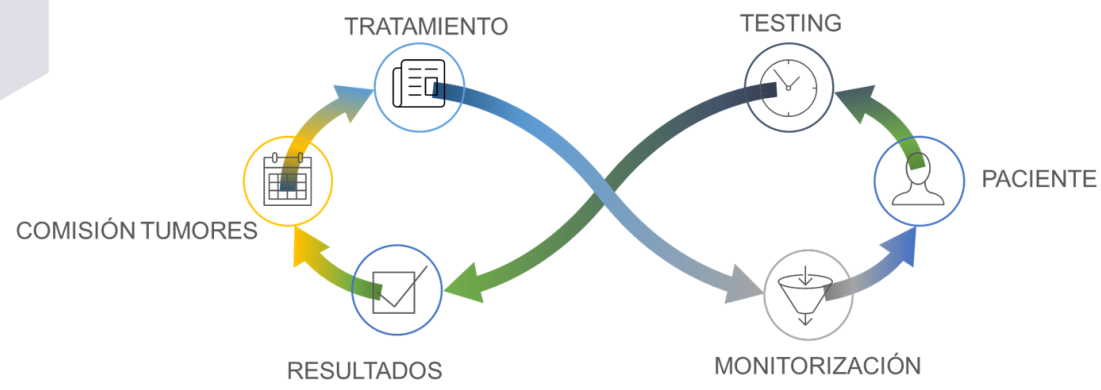 TRATAMIENTO
TESTING
PACIENTE
COMISIÓN TUMORES
RESULTADOS
MONITORIZACIÓN